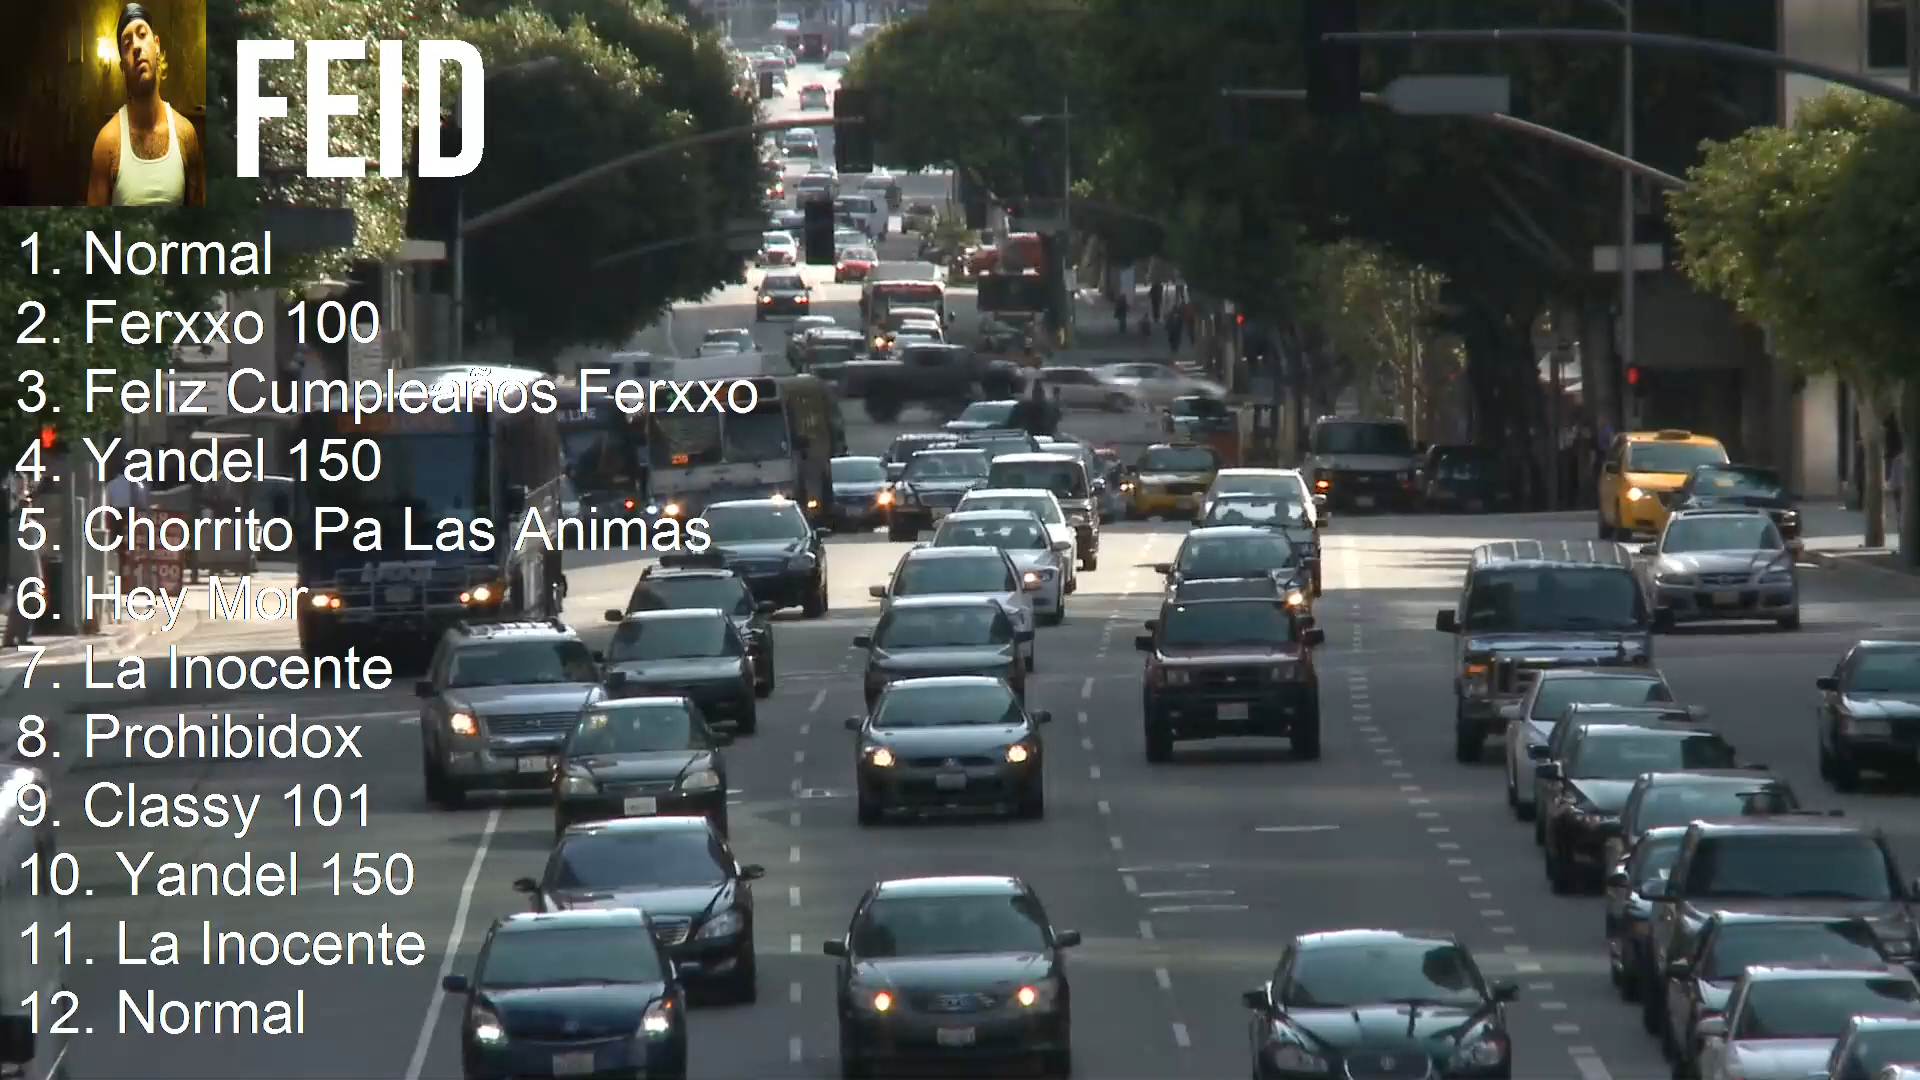 FEID
1. Normal
2. Ferxxo 100
3. Feliz Cumpleaños Ferxxo
4. Yandel 150
5. Chorrito Pa Las Animas
6. Hey Mor
7. La Inocente
8. Prohibidox
9. Classy 101
10. Yandel 150
11. La Inocente
12. Normal